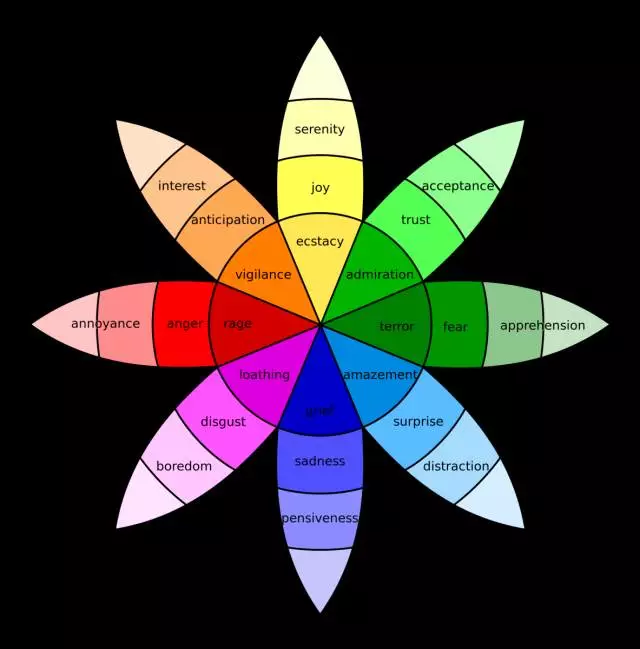 serenity
joy
ecstacy
interest
anticipation
vigilance
acceptance
trust
admiration
annoyance
anger
rage
terror
fear
apprehension
loathing
disgust
boredom
grief
sadness
pensiveness
amazement
surprise
distraction